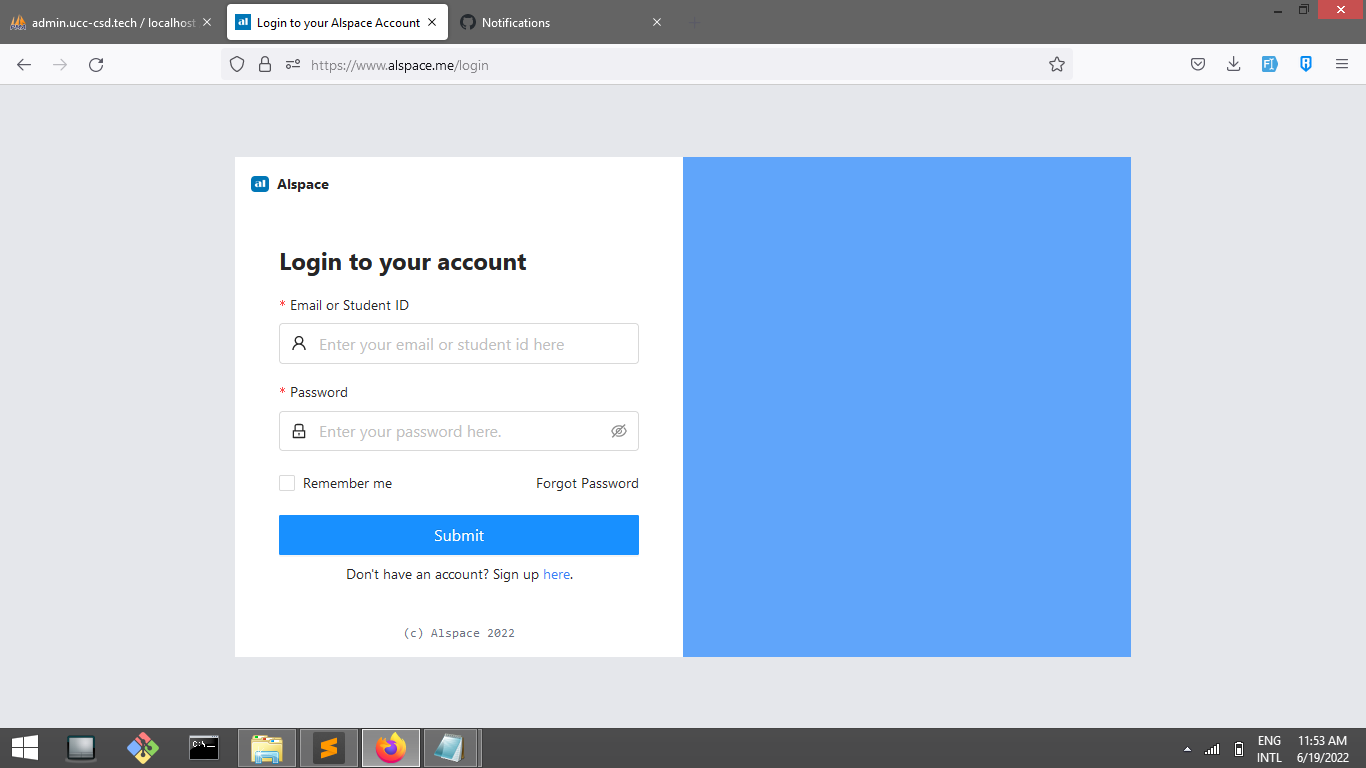 admin.ucc-csd.tech / localhost
al Login to your Alspace Account
Notifications
https://www.alspace.me/login
al Alspace
Login to your account
* Email or Student ID
Enter your email or student id here
* Password
Enter your password here.
Remember me Forgot Password
Submit
Don't have an account? Sign up here.
(c) Alspace 2022
C:\._
ENG 11:53 AM
INTL 6/19/2022